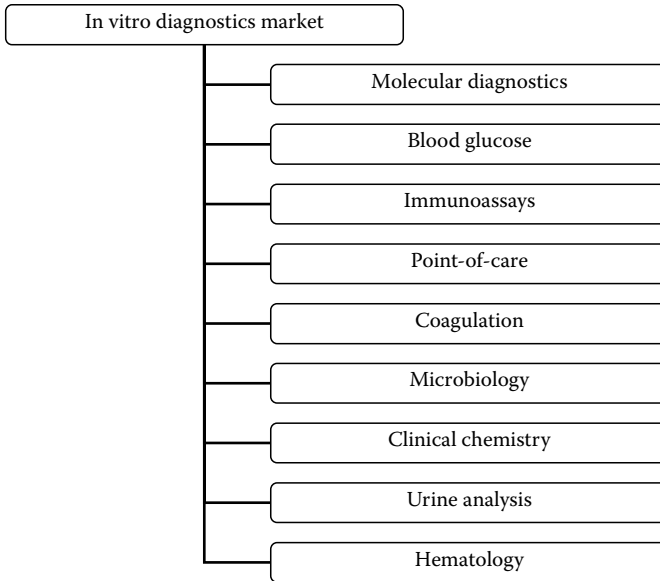 In vitro diagnostics market
Molecular diagnostics
Blood glucose
Immunoassays
Point-of-care
Coagulation
Microbiology
Clinical chemistry
Urine analysis
Hematology